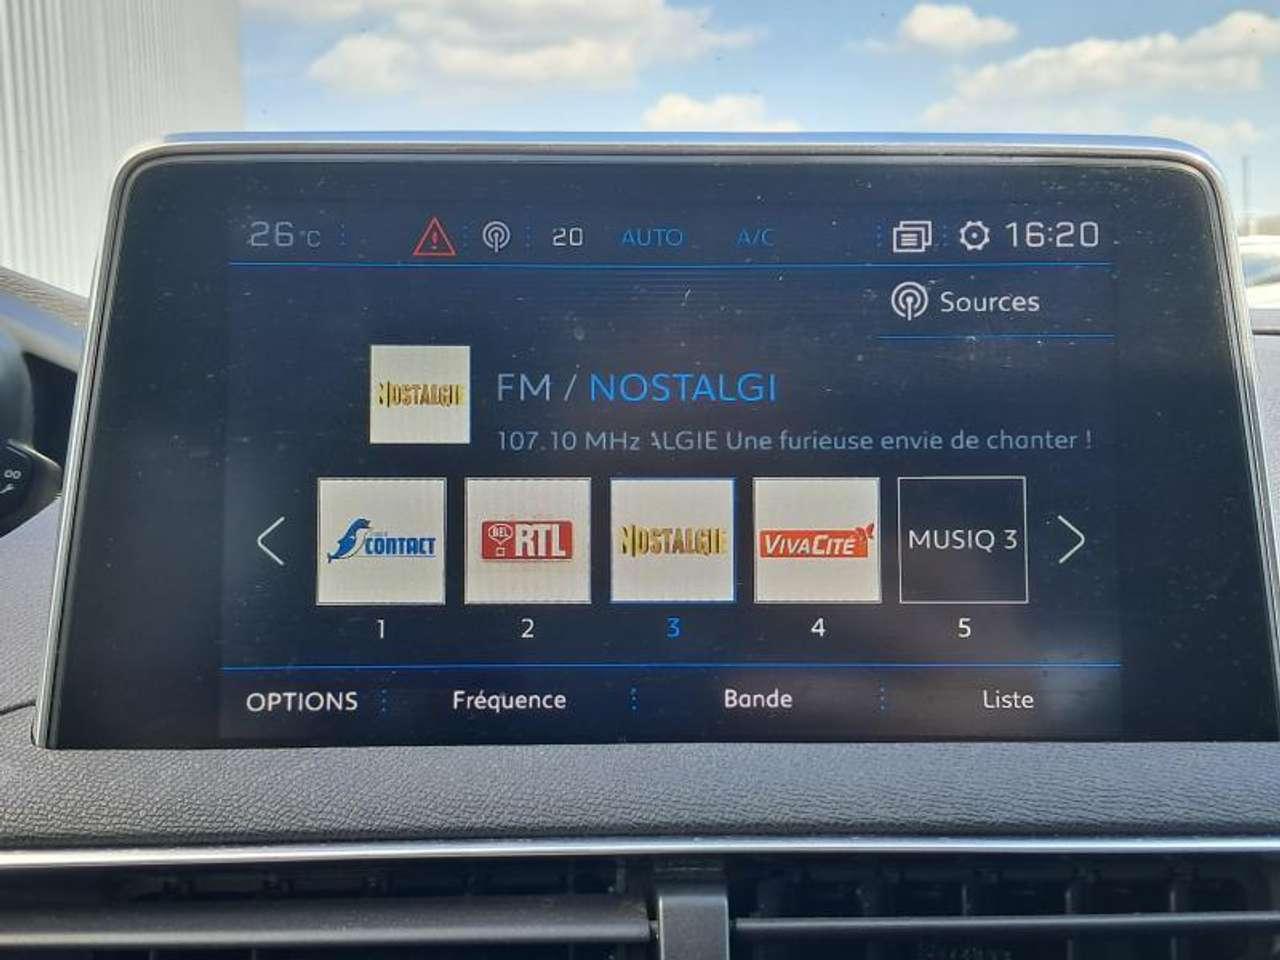 26°C 20 AUTO A/C 16:20
Sources
NOSTALGIE
FM / NOSTALGI
107.10 MHz ALGIE Une furieuse envie de chanter !
CONTACT
BEL RTL
NOSTALGIE
VIVACITÉ
MUSIQ 3
1 2 3 4 5
OPTIONS Fréquence Bande Liste